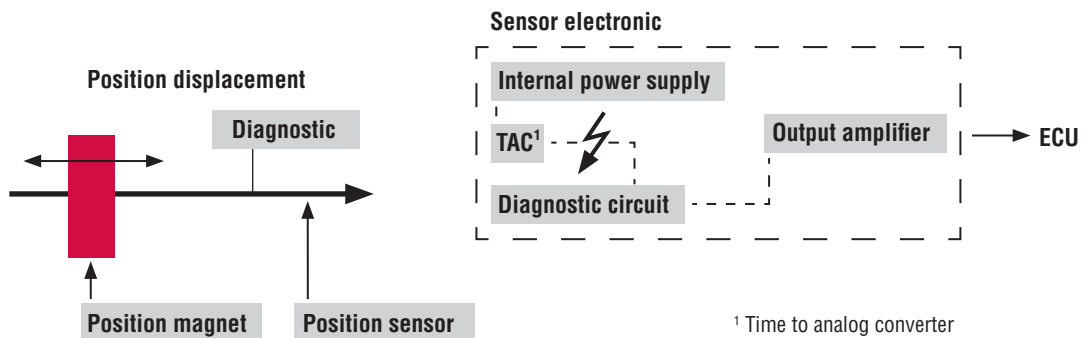 Sensor electronic
Position displacement
Internal power supply
Diagnostic
TAC¹
Output amplifier
ECU
Diagnostic circuit
Position magnet
Position sensor
¹ Time to analog converter